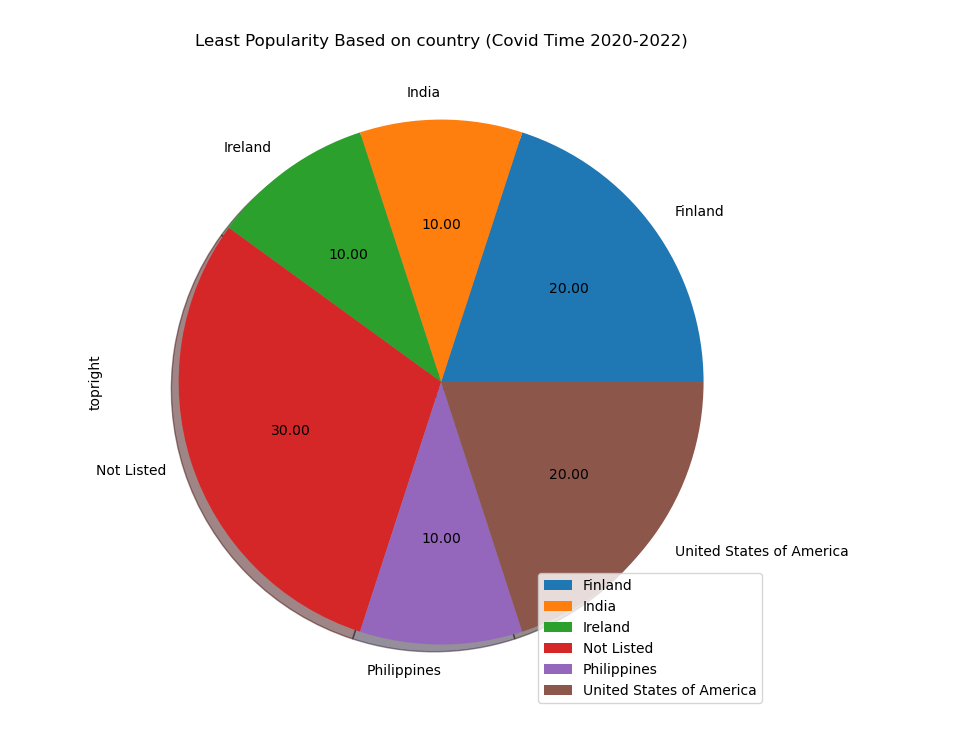 Least Popularity Based on country (Covid Time 2020-2022)
India
Ireland
Finland
10.00
10.00
20.00
topright
30.00
Not Listed
20.00
10.00
United States of America
Philippines
Finland
India
Ireland
Not Listed
Philippines
United States of America